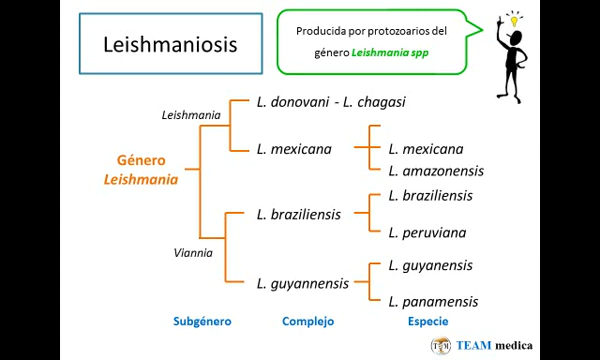 Leishmaniosis
Producida por protozoarios del
género Leishmania spp
Leishmania
L. donovani - L. chagasi
L. mexicana
L. mexicana
L. amazonensis
Género
Leishmania
L. braziliensis
L. braziliensis
L. peruviana
Viannia
L. guyannensis
L. guyanensis
L. panamensis
Subgénero
Complejo
Especie
TEAM medica